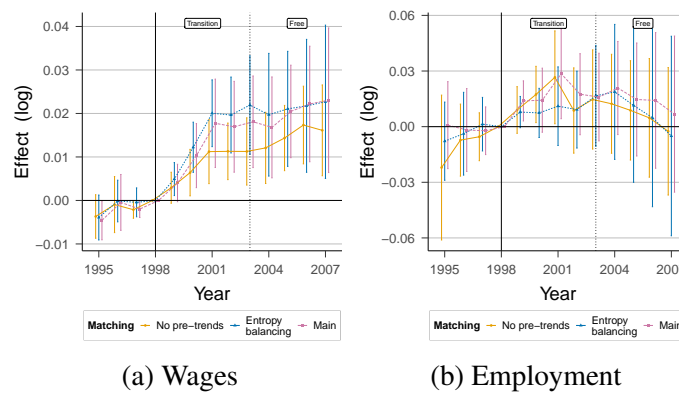 Transition
Free
0.04
0.03
0.02
0.01
0.00
−0.01
Effect (log)
1995
1998
2001
2004
2007
Year
Matching
No pre-trends
Entropy
balancing
Main
(a) Wages
Transition
Free
0.06
0.03
0.00
−0.03
−0.06
Effect (log)
1995
1998
2001
2004
200
Year
Matching
No pre-trends
Entropy
balancing
Main
(b) Employment